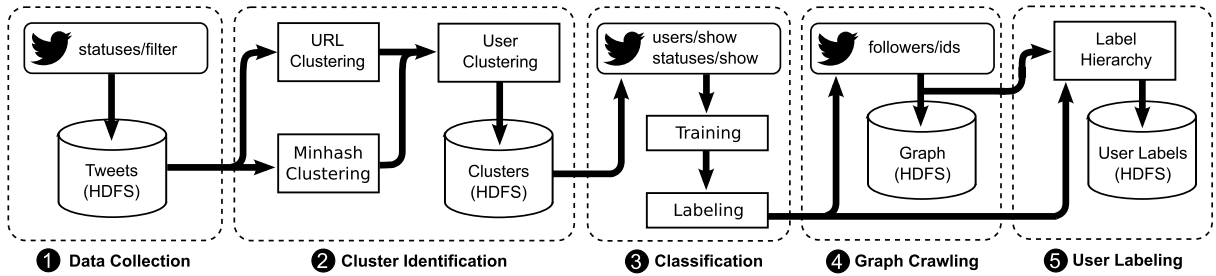 statuses/filter
Tweets
(HDFS)
1 Data Collection
URL
Clustering
Minhash
Clustering
User
Clustering
Clusters
(HDFS)
2 Cluster Identification
users/show
statuses/show
Training
Labeling
3 Classification
followers/ids
Graph
(HDFS)
4 Graph Crawling
Label
Hierarchy
User Labels
(HDFS)
5 User Labeling